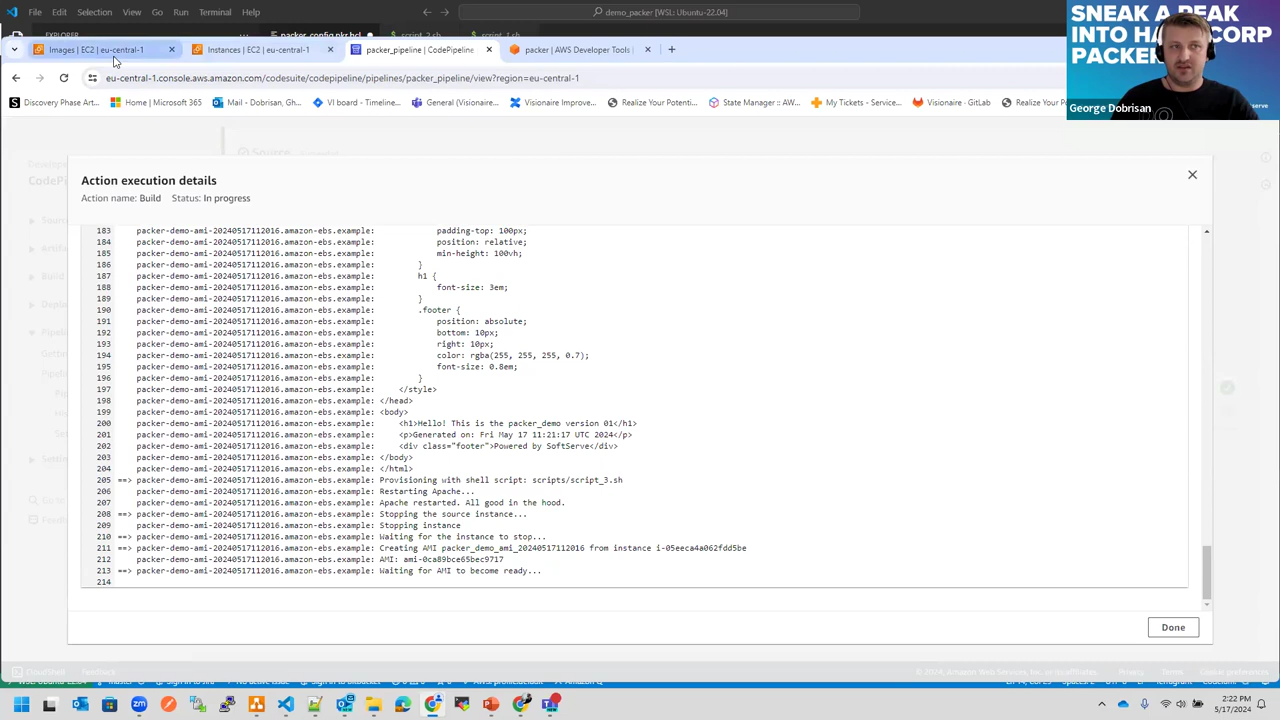 File Edit Selection View Go Run Terminal Help
demo_packer [WSL: Ubuntu-22.04]
EXPLORER
Images | EC2 | eu-central-1
Instances | EC2 | eu-central-1
packer_pipeline | CodePipeline
packer | AWS Developer Tools |
eu-central-1.console.aws.amazon.com/codesuite/codepipeline/pipelines/packer_pipeline/view?region=eu-central-1
Discovery Phase Art...
Home | Microsoft 365
Mail - Dobrisan, Gh...
VI board - Timeline...
General (Visionaire...
Visionaire Improve...
Realize Your Potenti...
State Manager :: AW...
My Tickets - Service...
Visionaire · GitLab
Realize Your Poten
SNEAK A PEAK
INTO HA CORP
PACKER
George Dobrisan
Source
Action execution details
Action name: Build Status: In progress
183 packer-demo-ami-20240517112016.amazon-ebs.example: padding-top: 100px;
184 packer-demo-ami-20240517112016.amazon-ebs.example: position: relative;
185 packer-demo-ami-20240517112016.amazon-ebs.example: min-height: 100vh;
186 packer-demo-ami-20240517112016.amazon-ebs.example: }
187 packer-demo-ami-20240517112016.amazon-ebs.example: h1 {
188 packer-demo-ami-20240517112016.amazon-ebs.example: font-size: 3em;
189 packer-demo-ami-20240517112016.amazon-ebs.example: }
190 packer-demo-ami-20240517112016.amazon-ebs.example: .footer {
191 packer-demo-ami-20240517112016.amazon-ebs.example: position: absolute;
192 packer-demo-ami-20240517112016.amazon-ebs.example: bottom: 10px;
193 packer-demo-ami-20240517112016.amazon-ebs.example: right: 10px;
194 packer-demo-ami-20240517112016.amazon-ebs.example: color: rgba(255, 255, 255, 0.7);
195 packer-demo-ami-20240517112016.amazon-ebs.example: font-size: 0.8em;
196 packer-demo-ami-20240517112016.amazon-ebs.example: }
197 packer-demo-ami-20240517112016.amazon-ebs.example: </style>
198 packer-demo-ami-20240517112016.amazon-ebs.example: </head>
199 packer-demo-ami-20240517112016.amazon-ebs.example: <body>
200 packer-demo-ami-20240517112016.amazon-ebs.example: <h1>Hello! This is the packer_demo version 01</h1>
201 packer-demo-ami-20240517112016.amazon-ebs.example: <p>Generated on: Fri May 17 11:21:17 UTC 2024</p>
202 packer-demo-ami-20240517112016.amazon-ebs.example: <div class="footer">Powered by SoftServe</div>
203 packer-demo-ami-20240517112016.amazon-ebs.example: </body>
204 packer-demo-ami-20240517112016.amazon-ebs.example: </html>
205 ==> packer-demo-ami-20240517112016.amazon-ebs.example: Provisioning with shell script: scripts/script_3.sh
206 packer-demo-ami-20240517112016.amazon-ebs.example: Restarting Apache...
207 packer-demo-ami-20240517112016.amazon-ebs.example: Apache restarted. All good in the hood.
208 ==> packer-demo-ami-20240517112016.amazon-ebs.example: Stopping the source instance...
209 packer-demo-ami-20240517112016.amazon-ebs.example: Stopping instance
210 ==> packer-demo-ami-20240517112016.amazon-ebs.example: Waiting for the instance to stop...
211 ==> packer-demo-ami-20240517112016.amazon-ebs.example: Creating AMI packer_demo_ami_20240517112016 from instance i-05eeca4a062fdd5be
212 packer-demo-ami-20240517112016.amazon-ebs.example: AMI: ami-0ca89bce65bec9717
213 ==> packer-demo-ami-20240517112016.amazon-ebs.example: Waiting for AMI to become ready...
214
Done
CloudShell Feedback
© 2024, Amazon Web Services, Inc. or its affiliates. Privacy Terms
2:22 PM
5/17/2024